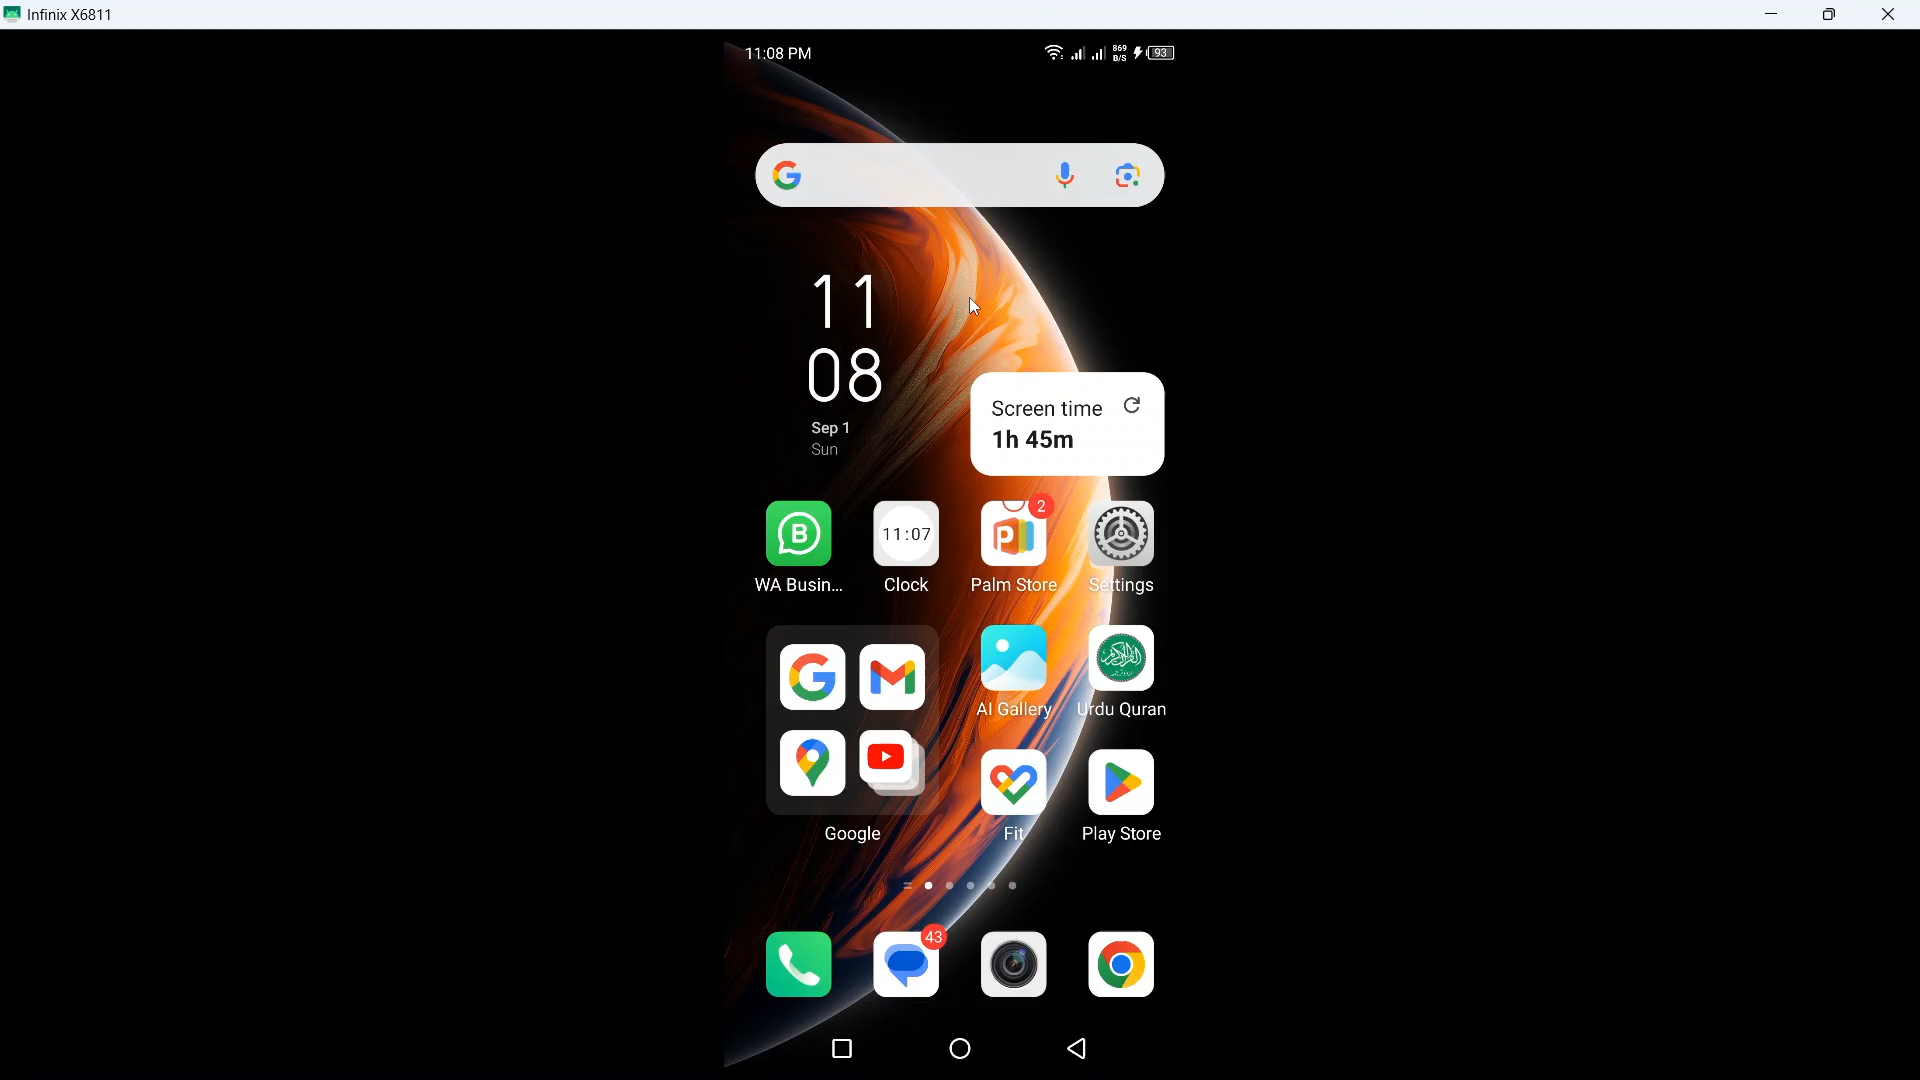 Infinix X6811
11:08 PM
869
B/S
93
11
08
Sep 1
Sun
Screen time
1h 45m
B
11:07
P
2
WA Busin...
Clock
Palm Store
Settings
AI Gallery
Urdu Quran
Google
Fit
Play Store
43